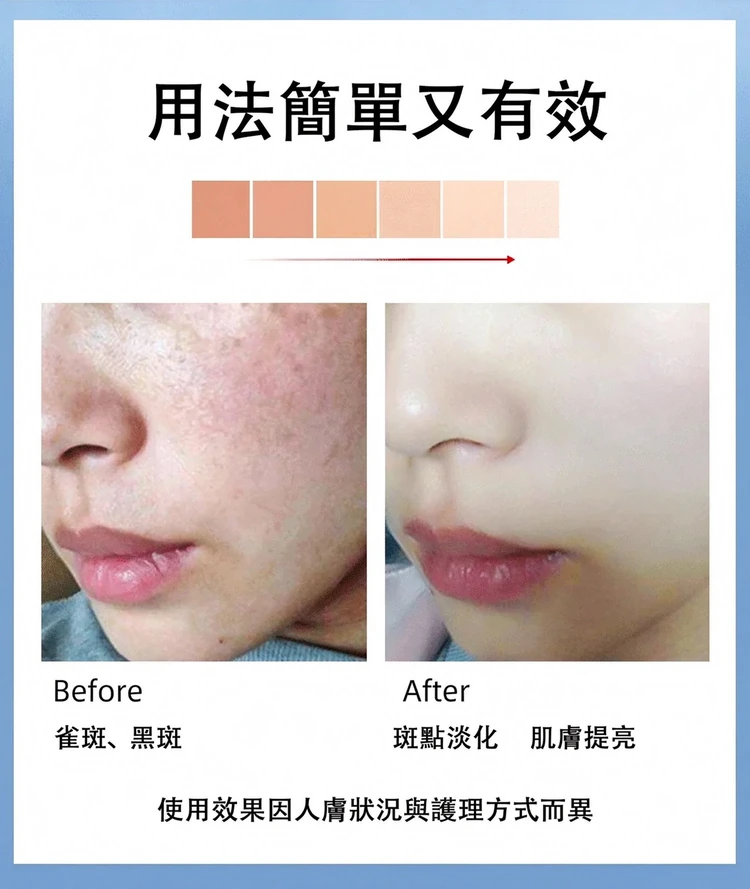 用法簡單又有效
Before
After
雀斑、黑斑
斑點淡化 肌膚提亮
使用效果因人膚狀況與護理方式而異